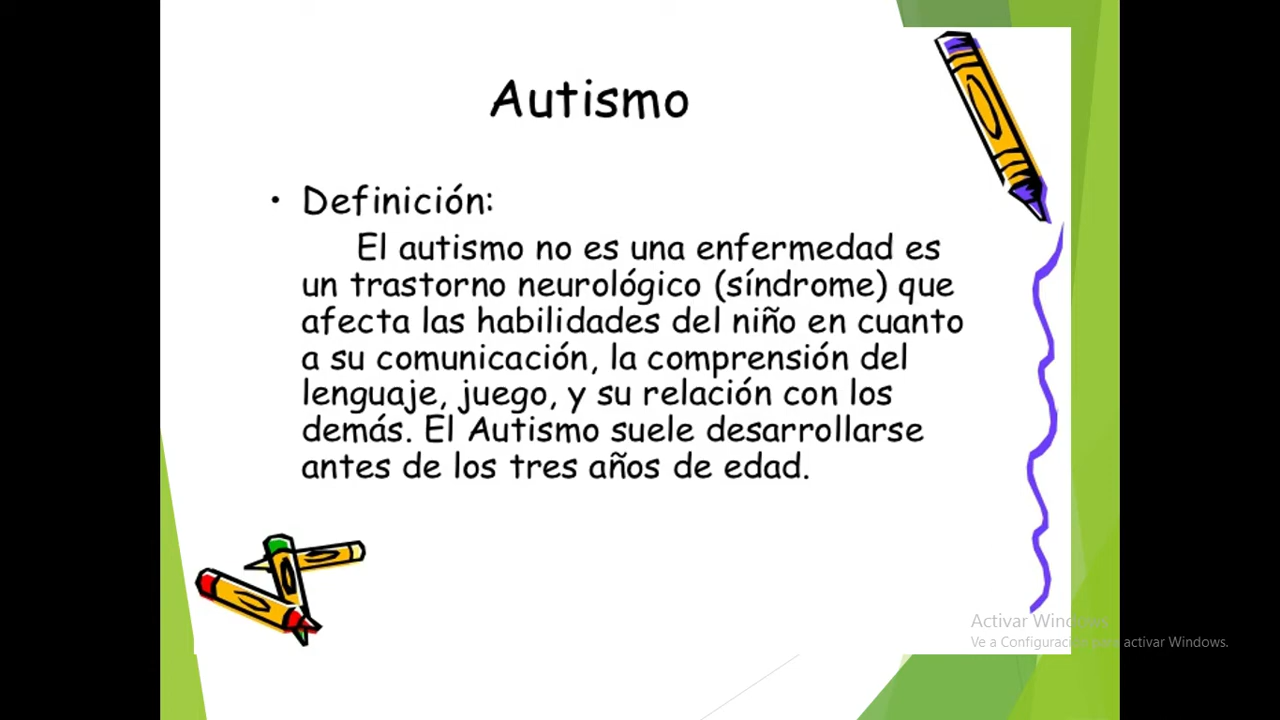 Autismo
• Definición:
El autismo no es una enfermedad es
un trastorno neurológico (síndrome) que
afecta las habilidades del niño en cuanto
a su comunicación, la comprensión del
lenguaje, juego, y su relación con los
demás. El Autismo suele desarrollarse
antes de los tres años de edad.
Activar Windows
Ve a Configuración para activar Windows.